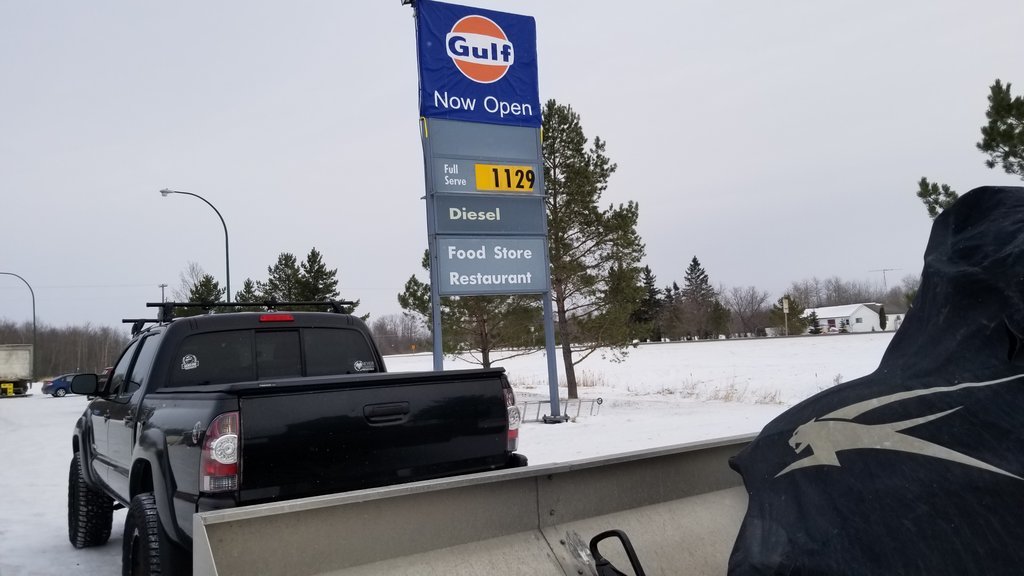 Gulf
Now Open
Full
Serve
1129
Diesel
Food Store
Restaurant